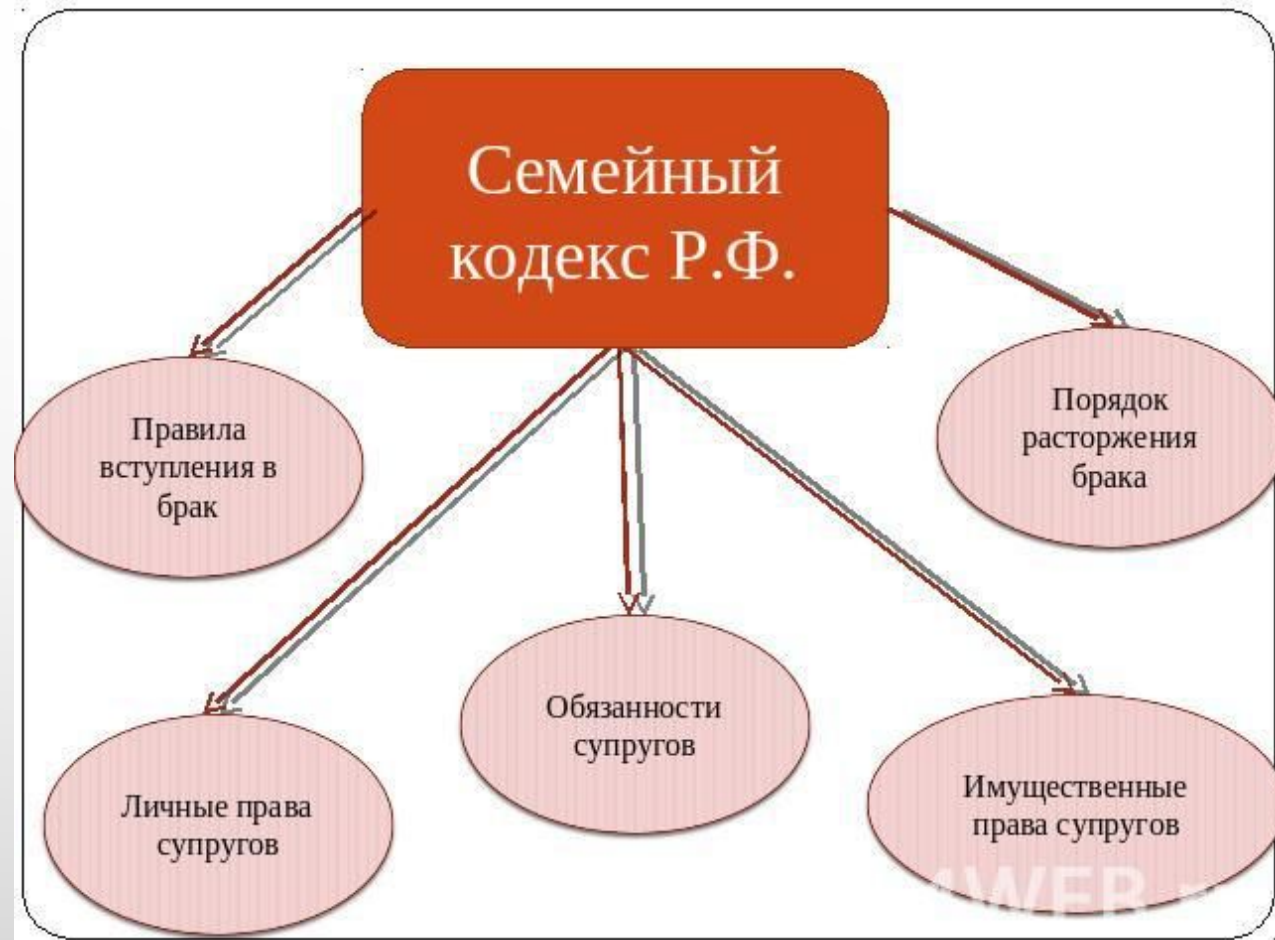 Семейный
кодекс Р.Ф.
Правила
вступления в
брак
Порядок
расторжения
брака
Личные права
супругов
Обязанности
супругов
Имущественные
права супругов